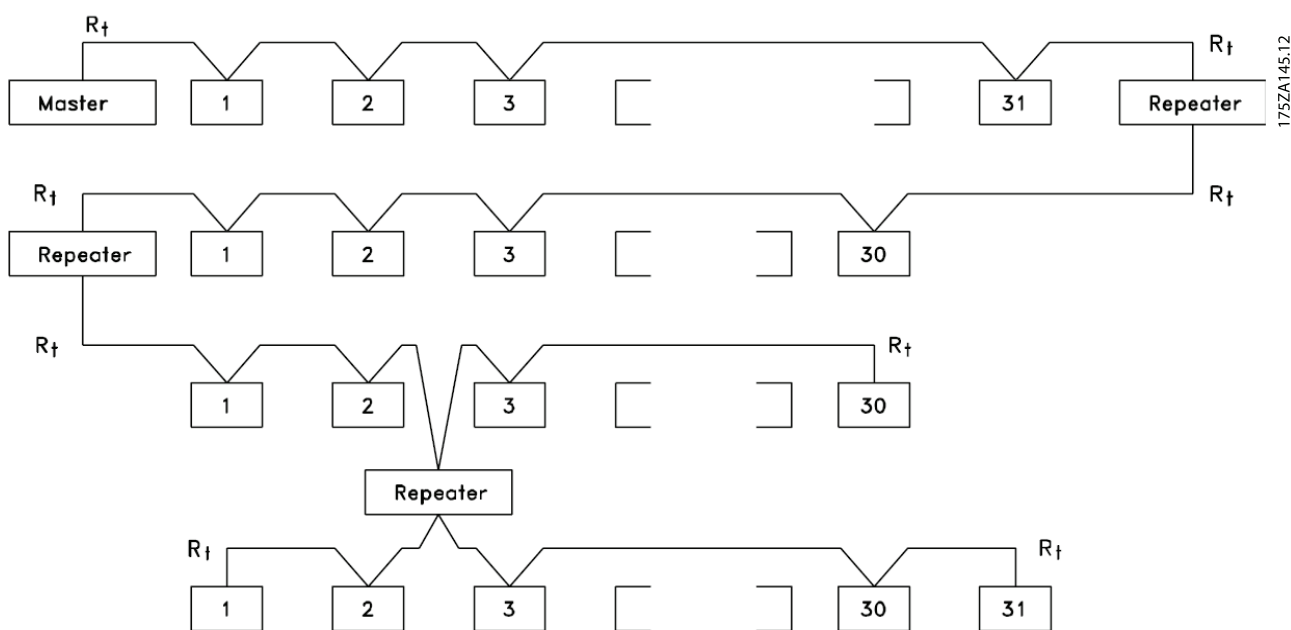 Rt
Rt
Master 1 2 3 31 Repeater
175ZA145.12
Rt Rt
Repeater 1 2 3 30
Rt Rt
1 2 3 30
Repeater
Rt Rt
1 2 3 30 31